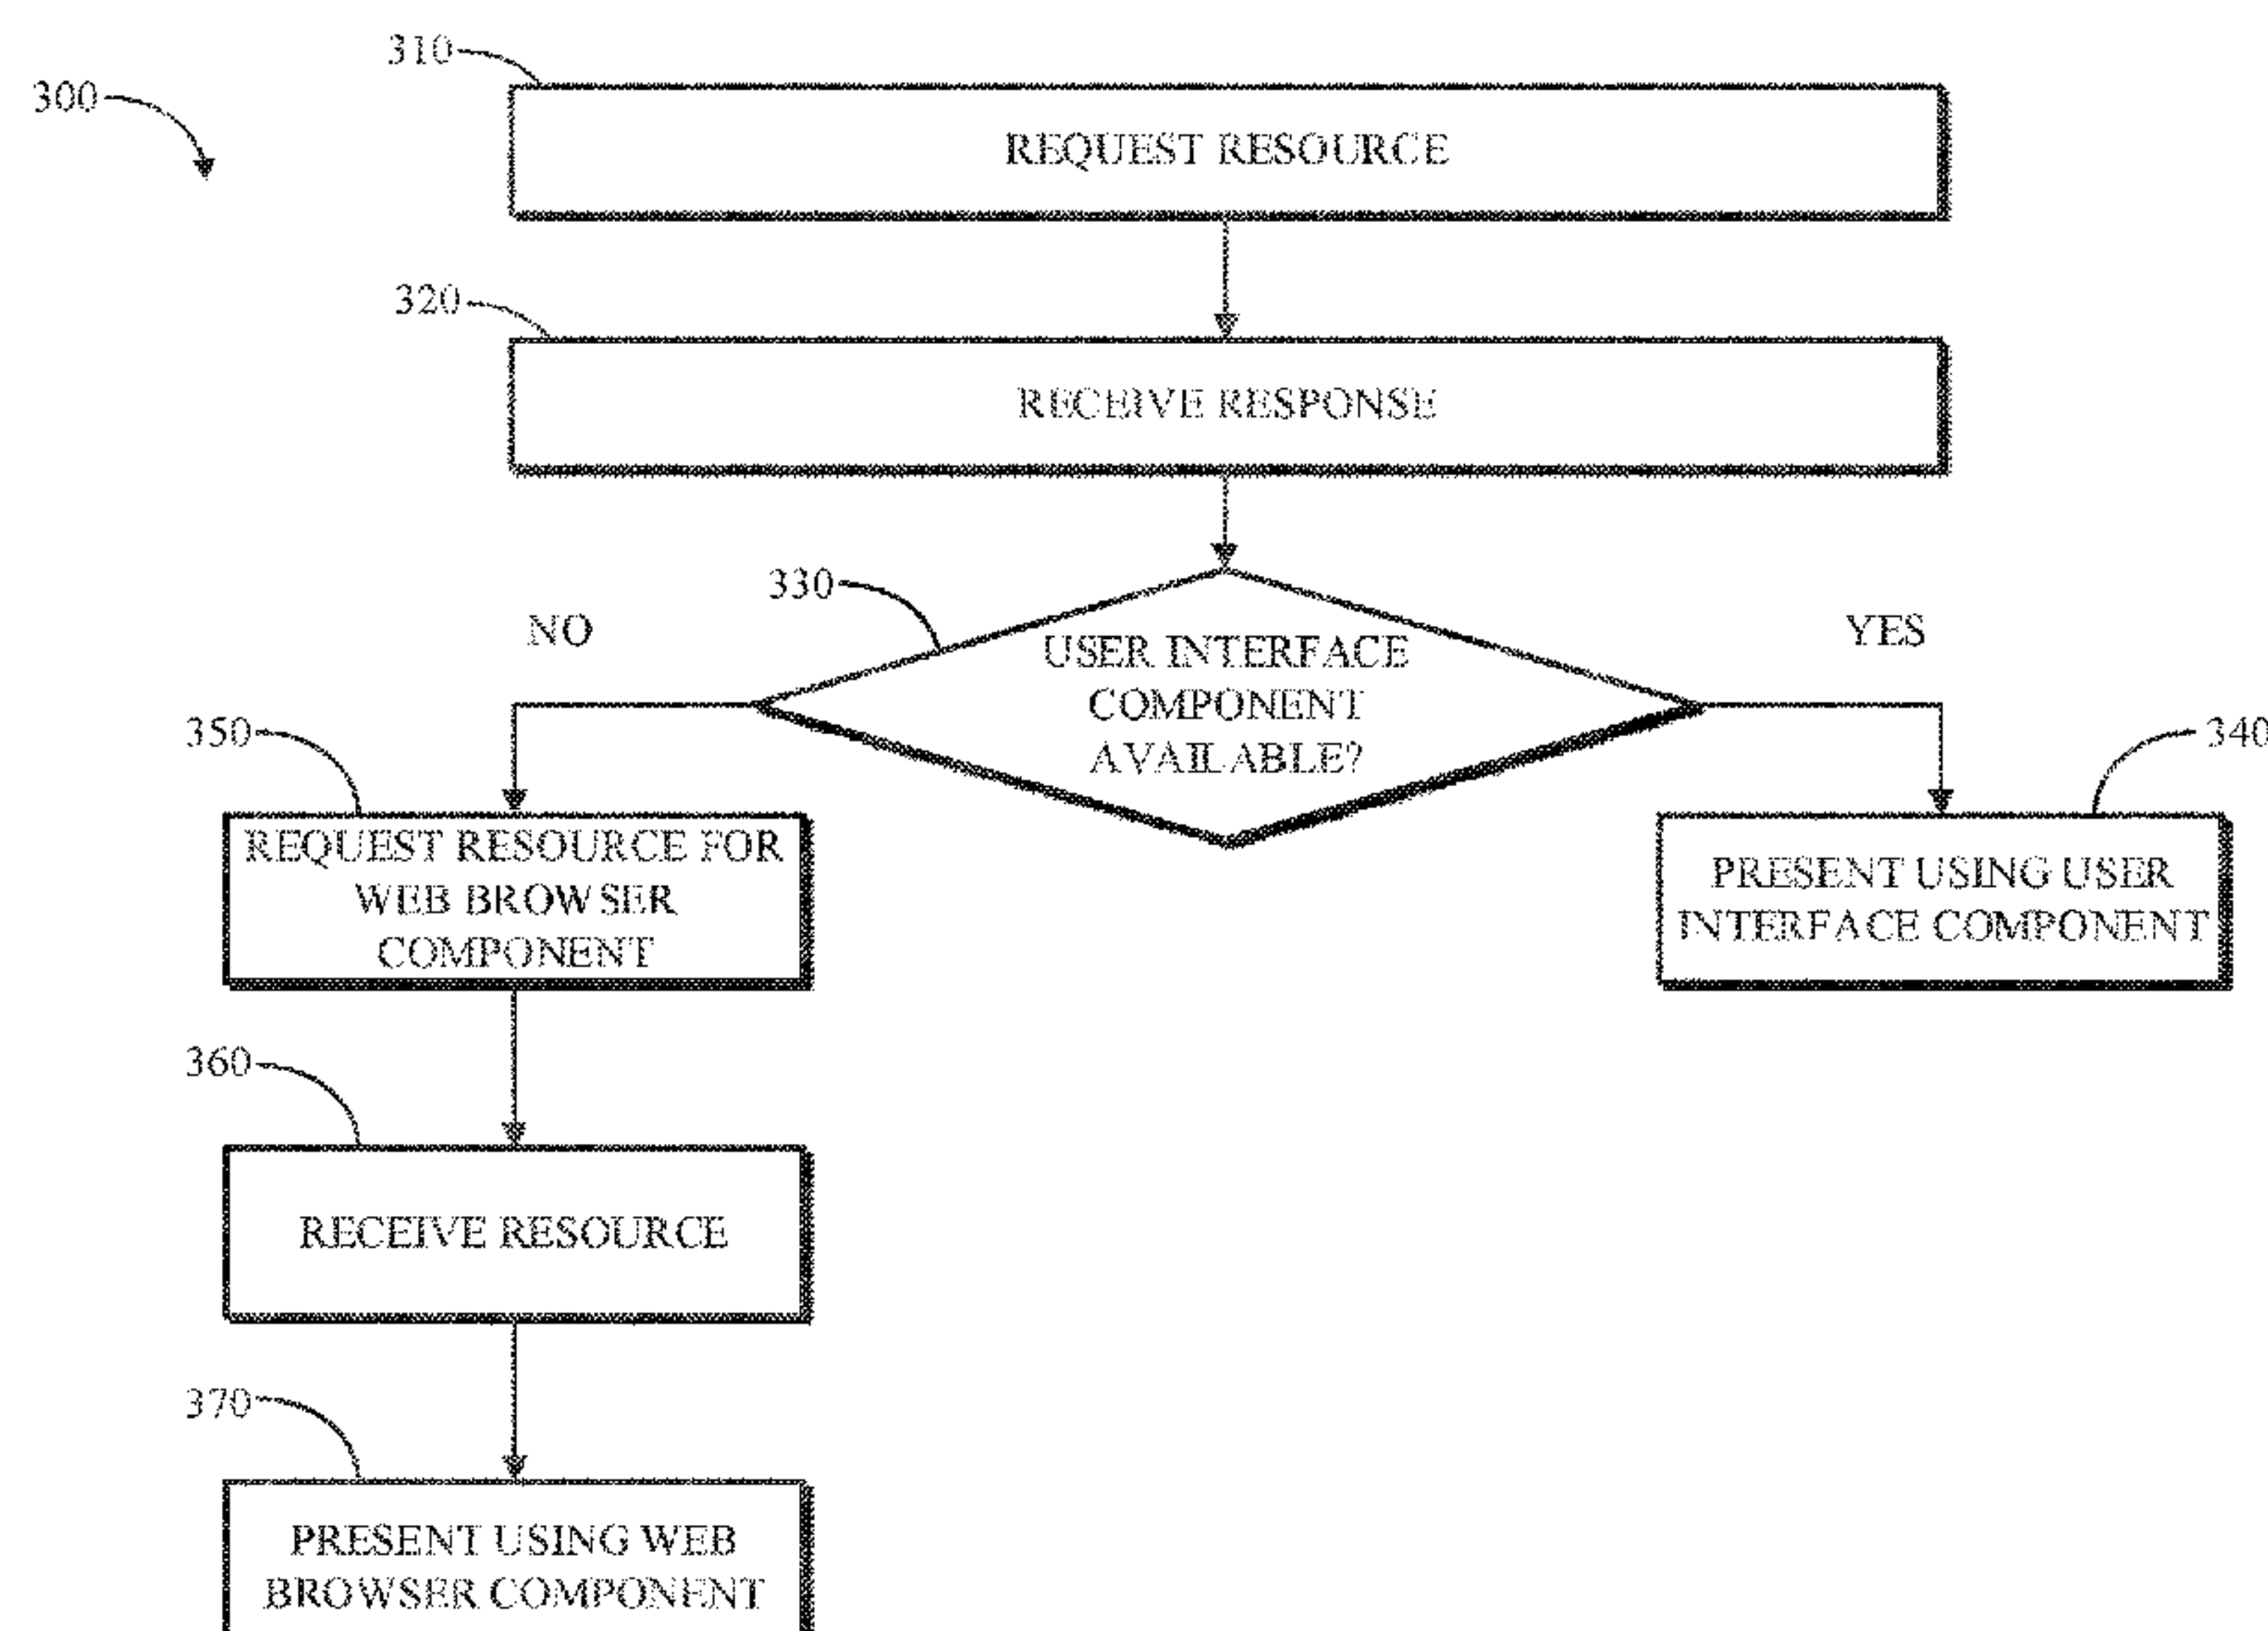 310
300
REQUEST RESOURCE
320
RECEIVE RESPONSE
330
NO
YES
USER INTERFACE
COMPONENT
AVAILABLE?
350
340
REQUEST RESOURCE FOR
WEB BROWSER
COMPONENT
PRESENT USING USER
INTERFACE COMPONENT
360
RECEIVE RESOURCE
370
PRESENT USING WEB
BROWSER COMPONENT